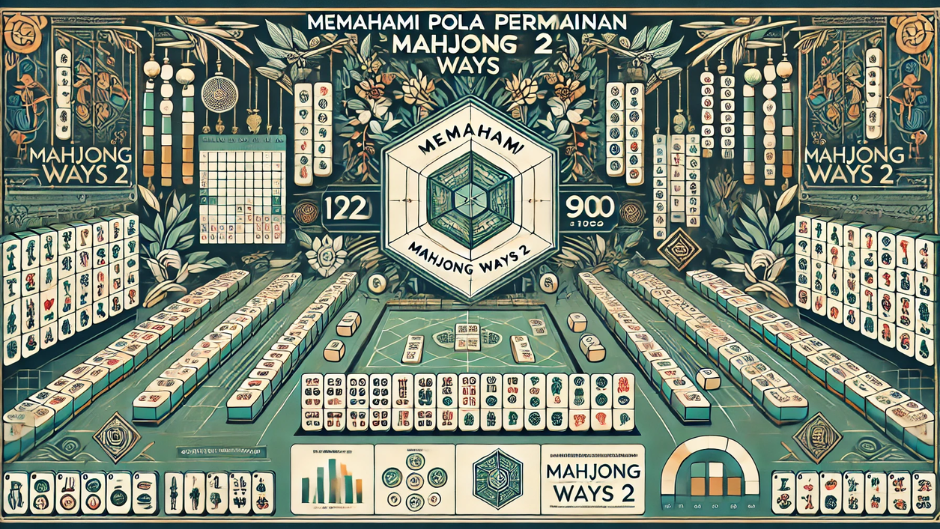 MEMAHAMI POLA PERMAINAN
MAHJONG 2
WAYS
MAHJONG
WAYS 2
MAHJONG
WAYS 2
MEMAHAMI
MAHJONG WAYS 2
122
900
MAHJONG
WAYS 2